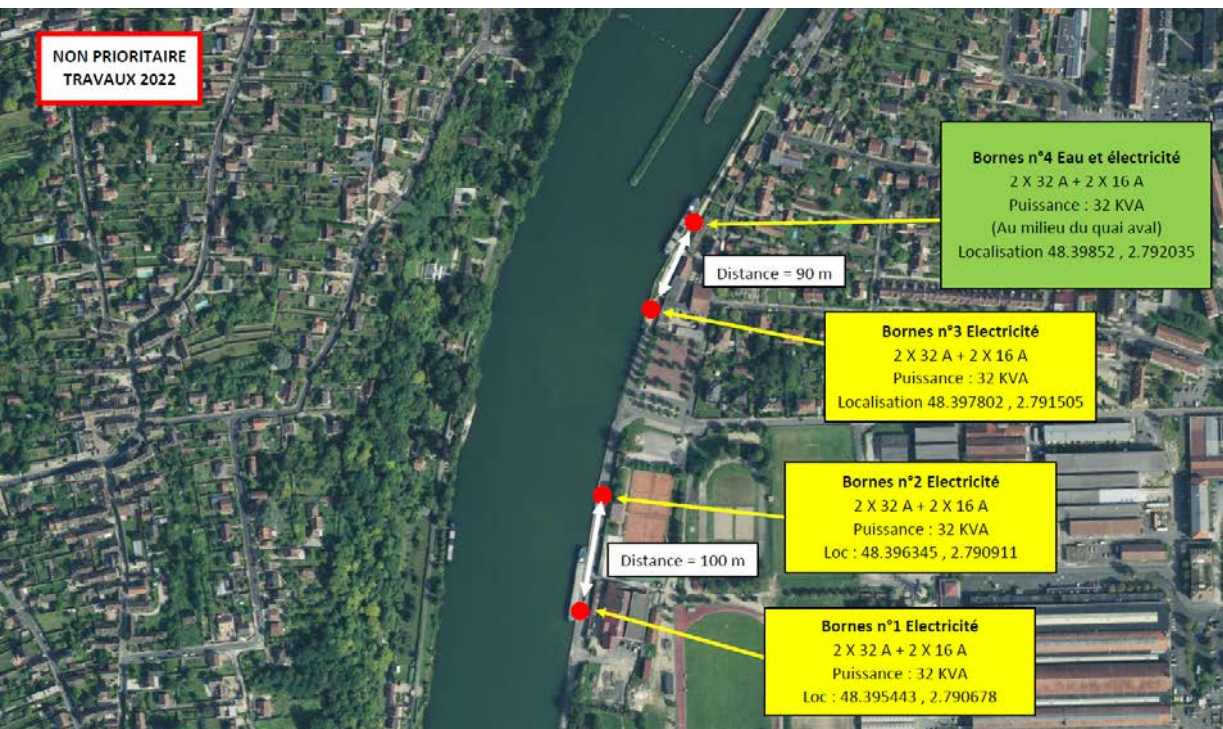 NON PRIORITAIRE
TRAVAUX 2022
Bornes n°4 Eau et électricité
2 X 32 A + 2 X 16 A
Puissance : 32 KVA
(Au milieu du quai aval)
Localisation 48.39852 , 2.792035
Distance = 90 m
Bornes n°3 Electricité
2 X 32 A + 2 X 16 A
Puissance : 32 KVA
Localisation 48.397802 , 2.791505
Bornes n°2 Electricité
2 X 32 A + 2 X 16 A
Puissance : 32 KVA
Loc : 48.396345 , 2.790911
Distance = 100 m
Bornes n°1 Electricité
2 X 32 A + 2 X 16 A
Puissance : 32 KVA
Loc : 48.395443 , 2.790678